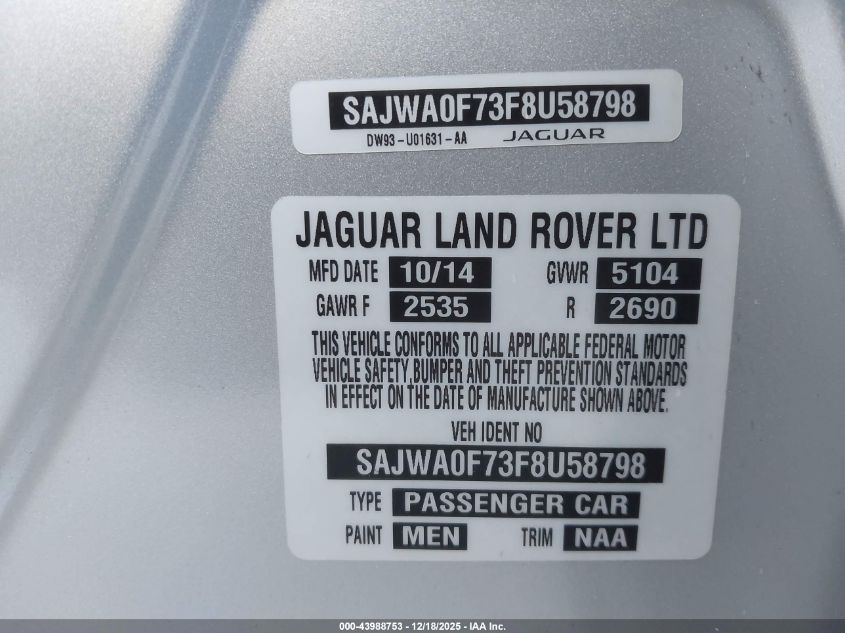 SAJWA0F73F8U58798
DW93-U01631-AA JAGUAR
JAGUAR LAND ROVER LTD
MFD DATE 10/14 GVWR 5104
GAWR F 2535 R 2690
THIS VEHICLE CONFORMS TO ALL APPLICABLE FEDERAL MOTOR
VEHICLE SAFETY,BUMPER AND THEFT PREVENTION STANDARDS
IN EFFECT ON THE DATE OF MANUFACTURE SHOWN ABOVE.
VEH IDENT NO
SAJWA0F73F8U58798
TYPE PASSENGER CAR
PAINT MEN TRIM NAA
000-43988753 - 12/18/2025 - IAA Inc.